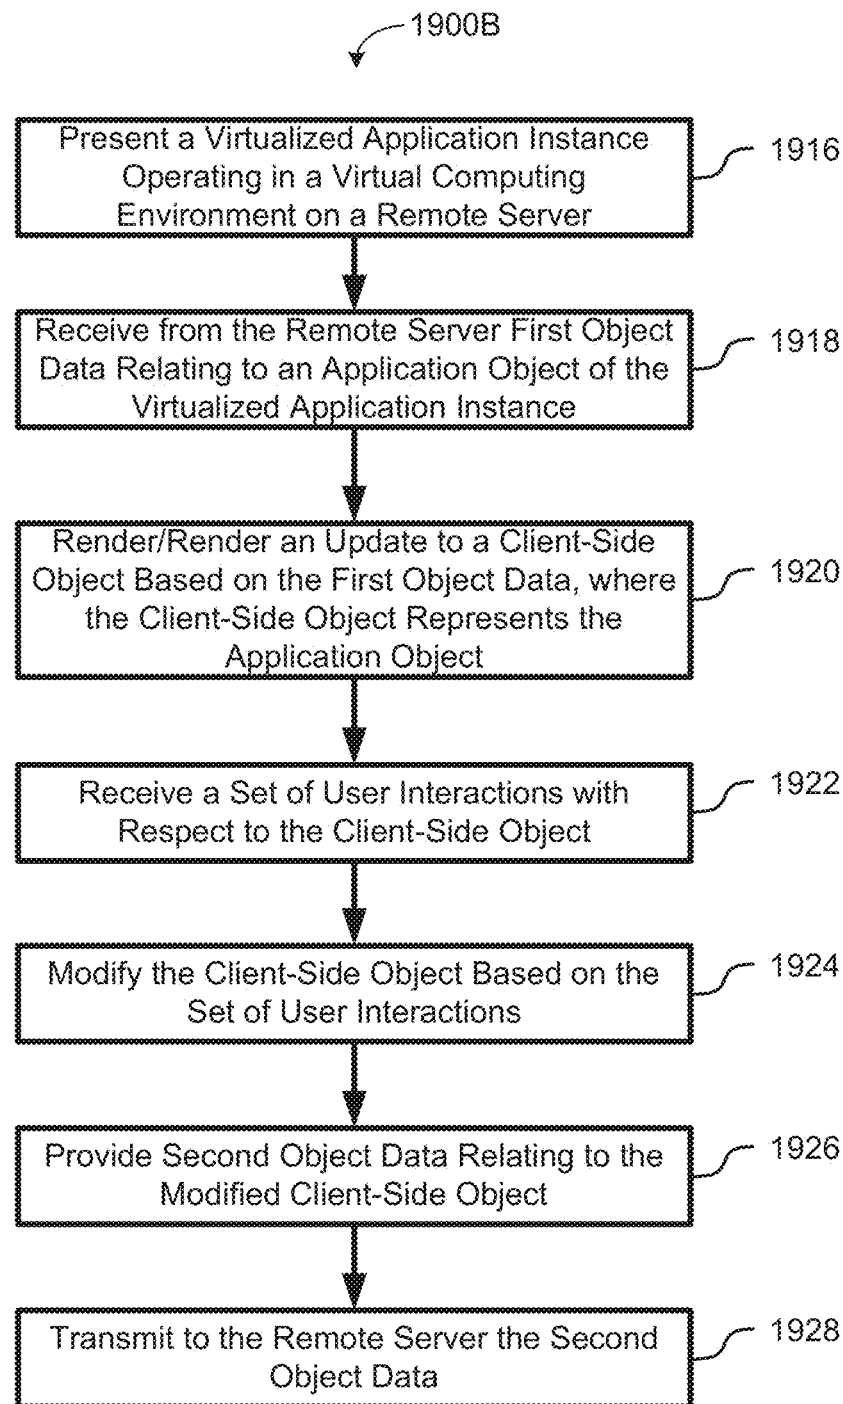 1900B
Present a Virtualized Application Instance
Operating in a Virtual Computing
Environment on a Remote Server
1916
Receive from the Remote Server First Object
Data Relating to an Application Object of the
Virtualized Application Instance
1918
Render/Render an Update to a Client-Side
Object Based on the First Object Data, where
the Client-Side Object Represents the
Application Object
1920
Receive a Set of User Interactions with
Respect to the Client-Side Object
1922
Modify the Client-Side Object Based on the
Set of User Interactions
1924
Provide Second Object Data Relating to the
Modified Client-Side Object
1926
Transmit to the Remote Server the Second
Object Data
1928